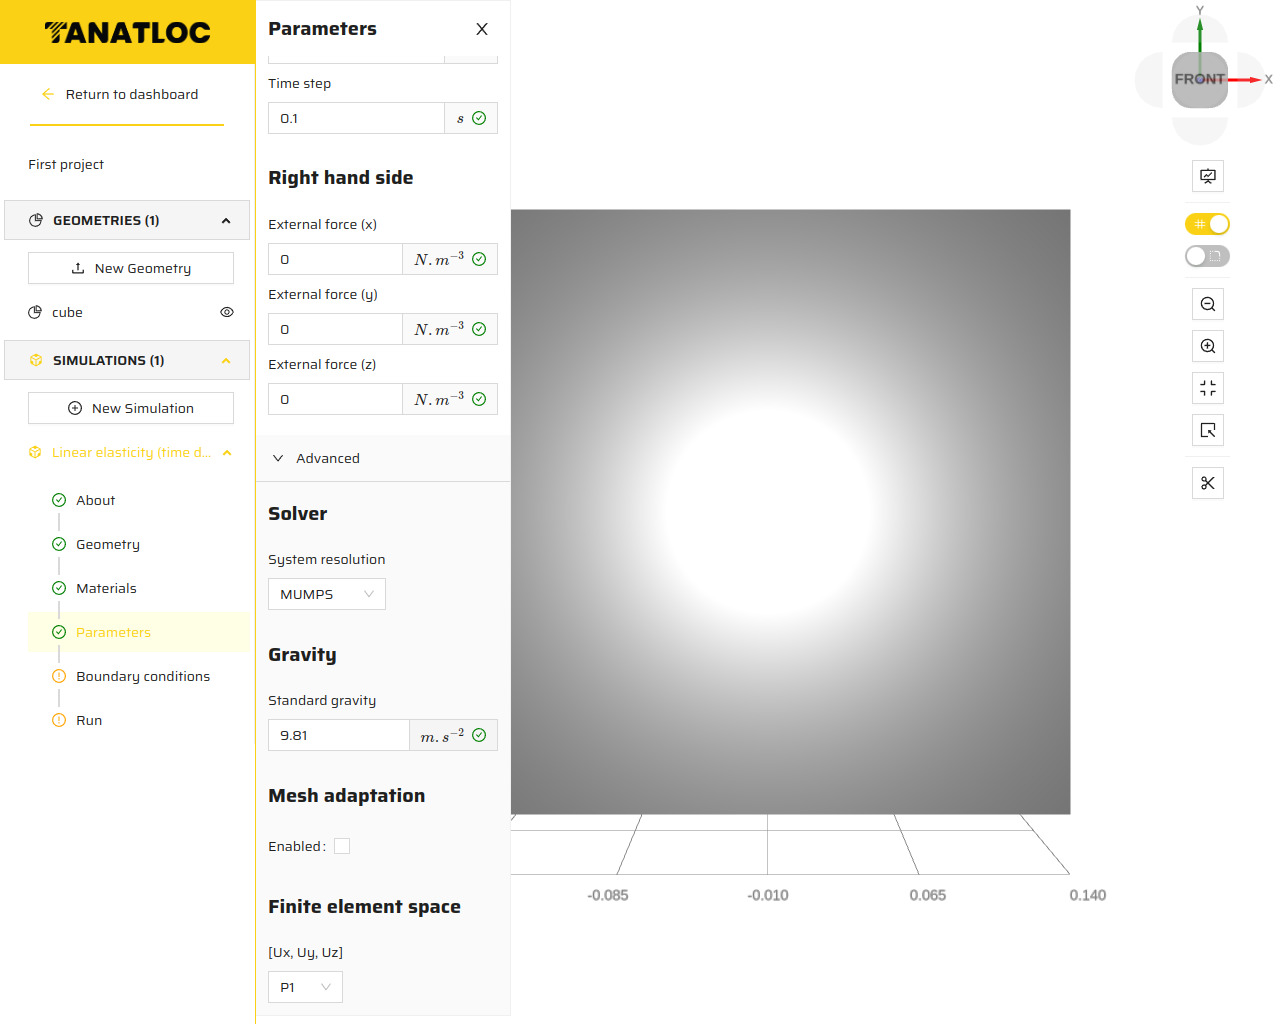 TANATLOC
Return to dashboard
First project
GEOMETRIES (1)
New Geometry
cube
SIMULATIONS (1)
New Simulation
Linear elasticity (time d...
About
Geometry
Materials
Parameters
Boundary conditions
Run
Parameters
Time step
0.1 s
Right hand side
External force (x)
0 N.m⁻³
External force (y)
0 N.m⁻³
External force (z)
0 N.m⁻³
Advanced
Solver
System resolution
MUMPS
Gravity
Standard gravity
9.81 m.s⁻²
Mesh adaptation
Enabled:
Finite element space
[Ux, Uy, Uz]
P1
Y
FRONT X
-0.085 -0.010 0.065 0.140